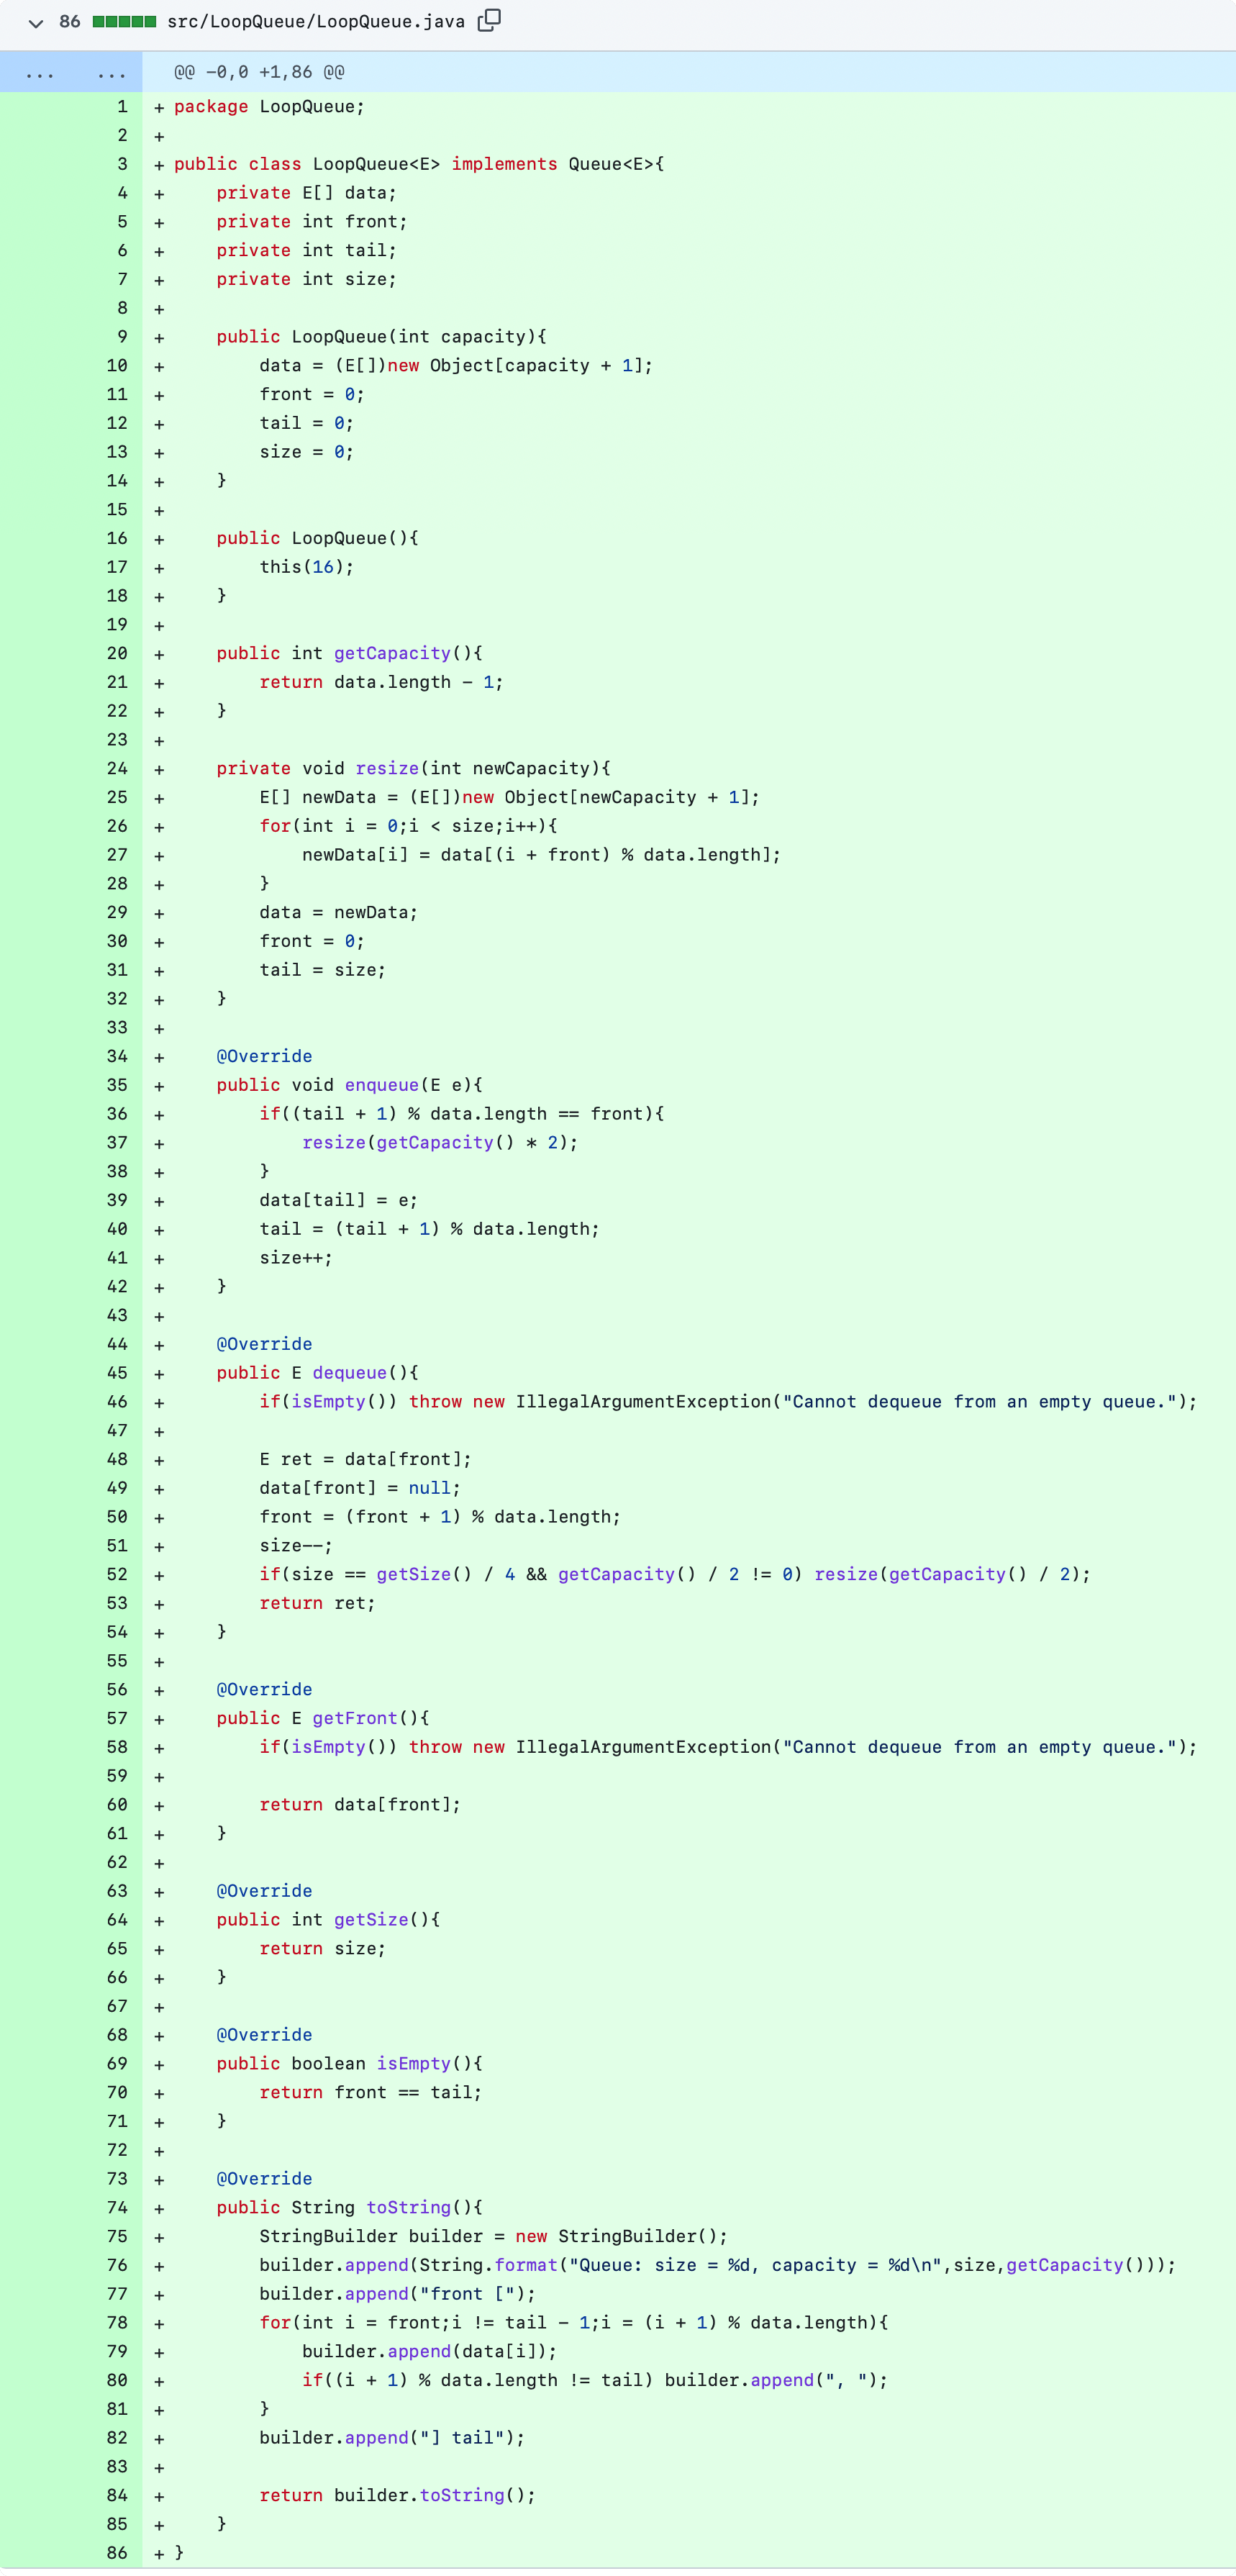 86 src/LoopQueue/LoopQueue.java
... ... @@ -0,0 +1,86 @@
1 + package LoopQueue;
2 +
3 + public class LoopQueue<E> implements Queue<E>{
4 +     private E[] data;
5 +     private int front;
6 +     private int tail;
7 +     private int size;
8 +
9 +     public LoopQueue(int capacity){
10 +         data = (E[])new Object[capacity + 1];
11 +         front = 0;
12 +         tail = 0;
13 +         size = 0;
14 +     }
15 +
16 +     public LoopQueue(){
17 +         this(16);
18 +     }
19 +
20 +     public int getCapacity(){
21 +         return data.length - 1;
22 +     }
23 +
24 +     private void resize(int newCapacity){
25 +         E[] newData = (E[])new Object[newCapacity + 1];
26 +         for(int i = 0;i < size;i++){
27 +             newData[i] = data[(i + front) % data.length];
28 +         }
29 +         data = newData;
30 +         front = 0;
31 +         tail = size;
32 +     }
33 +
34 +     @Override
35 +     public void enqueue(E e){
36 +         if((tail + 1) % data.length == front){
37 +             resize(getCapacity() * 2);
38 +         }
39 +         data[tail] = e;
40 +         tail = (tail + 1) % data.length;
41 +         size++;
42 +     }
43 +
44 +     @Override
45 +     public E dequeue(){
46 +         if(isEmpty()) throw new IllegalArgumentException("Cannot dequeue from an empty queue.");
47 +
48 +         E ret = data[front];
49 +         data[front] = null;
50 +         front = (front + 1) % data.length;
51 +         size--;
52 +         if(size == getSize() / 4 && getCapacity() / 2 != 0) resize(getCapacity() / 2);
53 +         return ret;
54 +     }
55 +
56 +     @Override
57 +     public E getFront(){
58 +         if(isEmpty()) throw new IllegalArgumentException("Cannot dequeue from an empty queue.");
59 +
60 +         return data[front];
61 +     }
62 +
63 +     @Override
64 +     public int getSize(){
65 +         return size;
66 +     }
67 +
68 +     @Override
69 +     public boolean isEmpty(){
70 +         return front == tail;
71 +     }
72 +
73 +     @Override
74 +     public String toString(){
75 +         StringBuilder builder = new StringBuilder();
76 +         builder.append(String.format("Queue: size = %d, capacity = %d\n",size,getCapacity()));
77 +         builder.append("front [");
78 +         for(int i = front;i != tail - 1;i = (i + 1) % data.length){
79 +             builder.append(data[i]);
80 +             if((i + 1) % data.length != tail) builder.append(", ");
81 +         }
82 +         builder.append("] tail");
83 +
84 +         return builder.toString();
85 +     }
86 + }